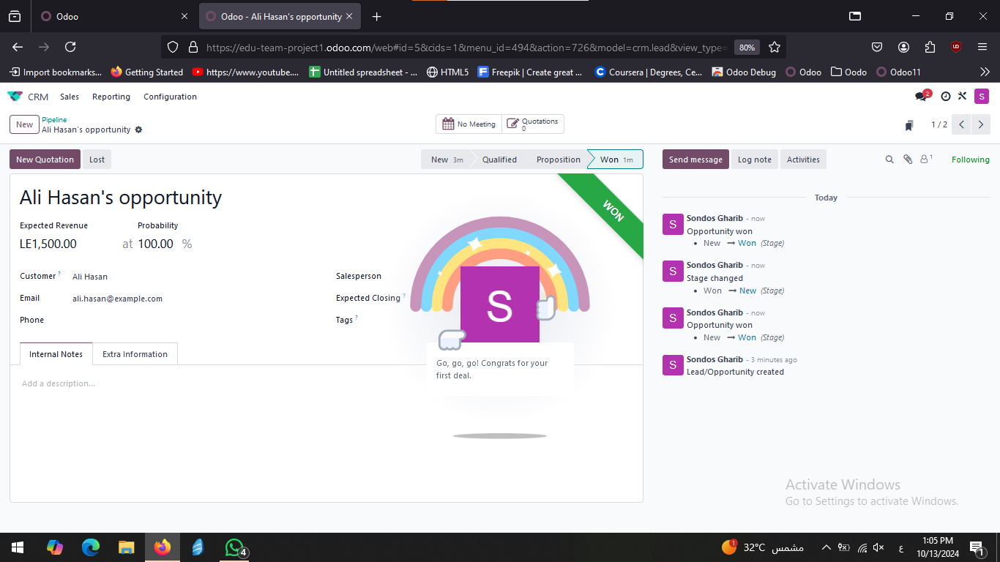 Odoo
Odoo - Ali Hasan's opportunity
https://edu-team-project1.odoo.com/web#id=5&cids=1&menu_id=494&action=726&model=crm.lead&view_type=
80%
Import bookmarks...
Getting Started
https://www.youtube....
Untitled spreadsheet - ...
HTML5
Freepik | Create great ...
Coursera | Degrees, Ce...
Odoo Debug
Odoo
Oodo
Odoo11
CRM
Sales
Reporting
Configuration
2
S
New
Pipeline
Ali Hasan's opportunity
No Meeting
Quotations
0
1 / 2
New Quotation
Lost
New 3m
Qualified
Proposition
Won 1m
Send message
Log note
Activities
1
Following
Ali Hasan's opportunity
WON
Expected Revenue
Probability
LE1,500.00
at 100.00 %
Customer ?
Ali Hasan
Email
ali.hasan@example.com
Phone
Salesperson
Expected Closing ?
Tags ?
S
Go, go, go! Congrats for your
first deal.
Internal Notes
Extra Information
Add a description...
Today
S
Sondos Gharib - now
Opportunity won
• New → Won (Stage)
S
Sondos Gharib - now
Stage changed
• Won → New (Stage)
S
Sondos Gharib - now
Opportunity won
• New → Won (Stage)
S
Sondos Gharib - 3 minutes ago
Lead/Opportunity created
Activate Windows
Go to Settings to activate Windows.
4
1
32°C مشمس
ع
1:05 PM
10/13/2024
1